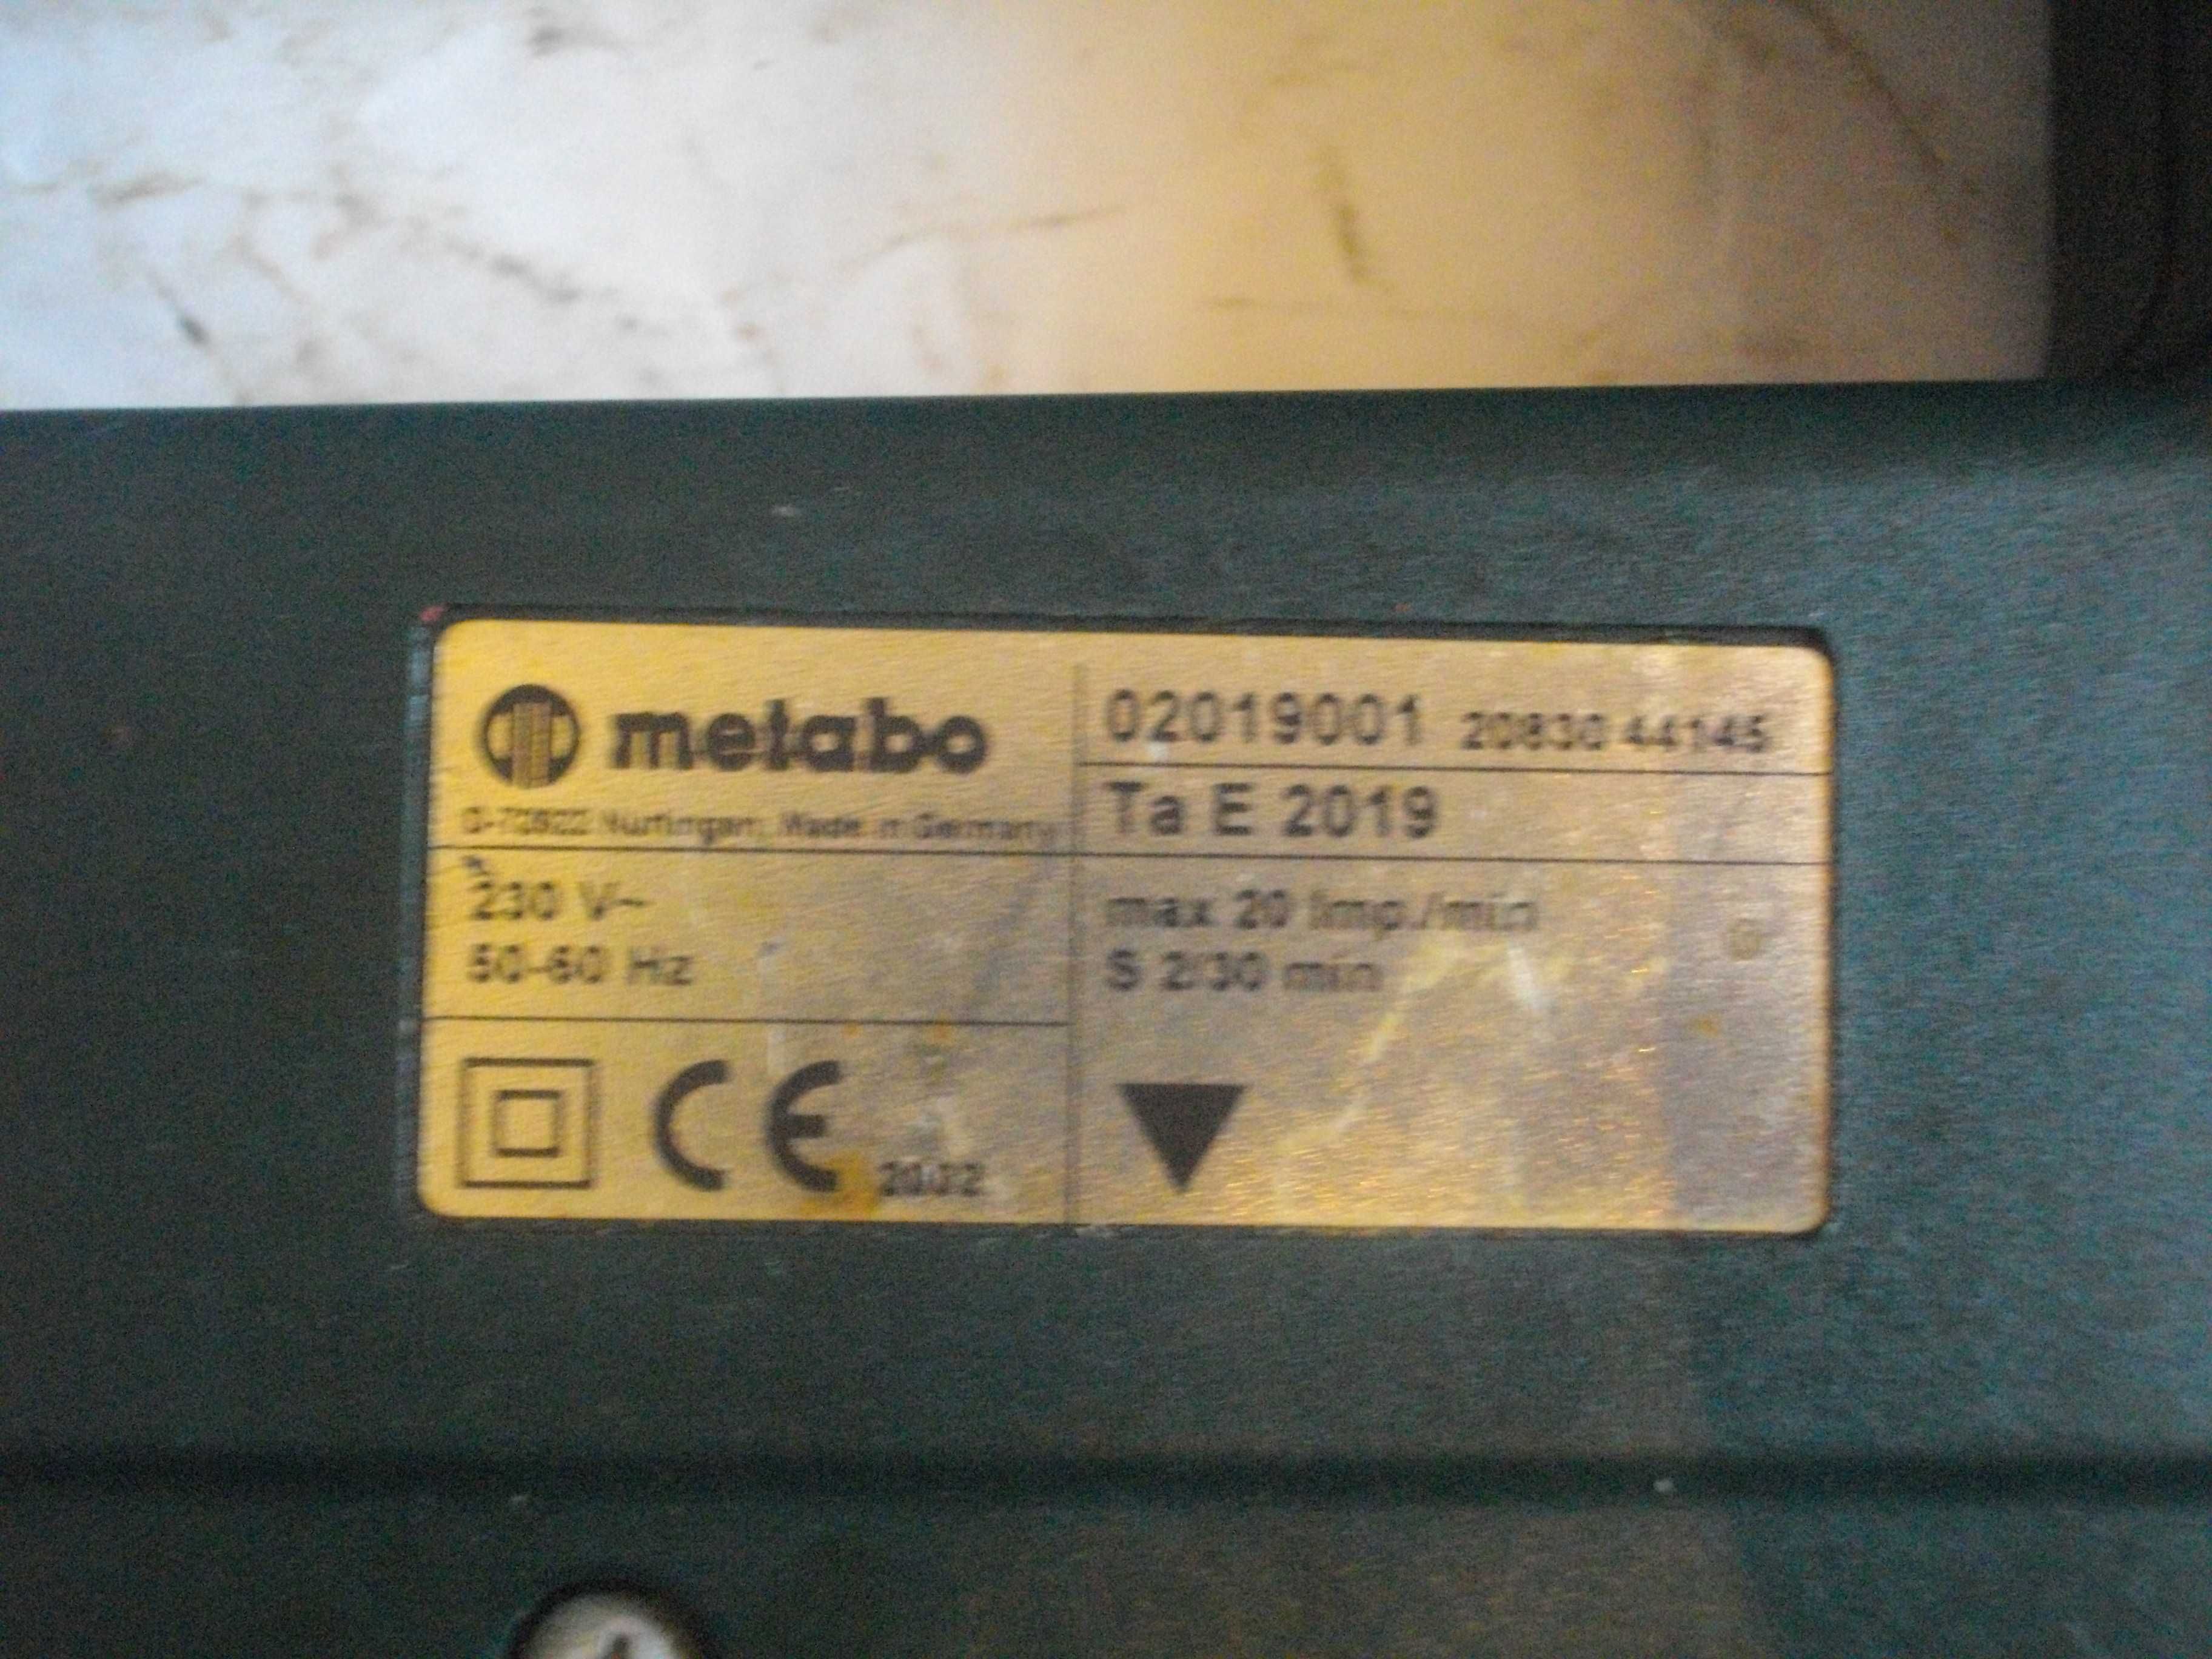 metabo
D-72622 Nürtingen, Made in Germany
230 V~
50-60 Hz
CE 2002
02019001 20830 44145
Ta E 2019
max 20 Imp./min
S 2/30 min